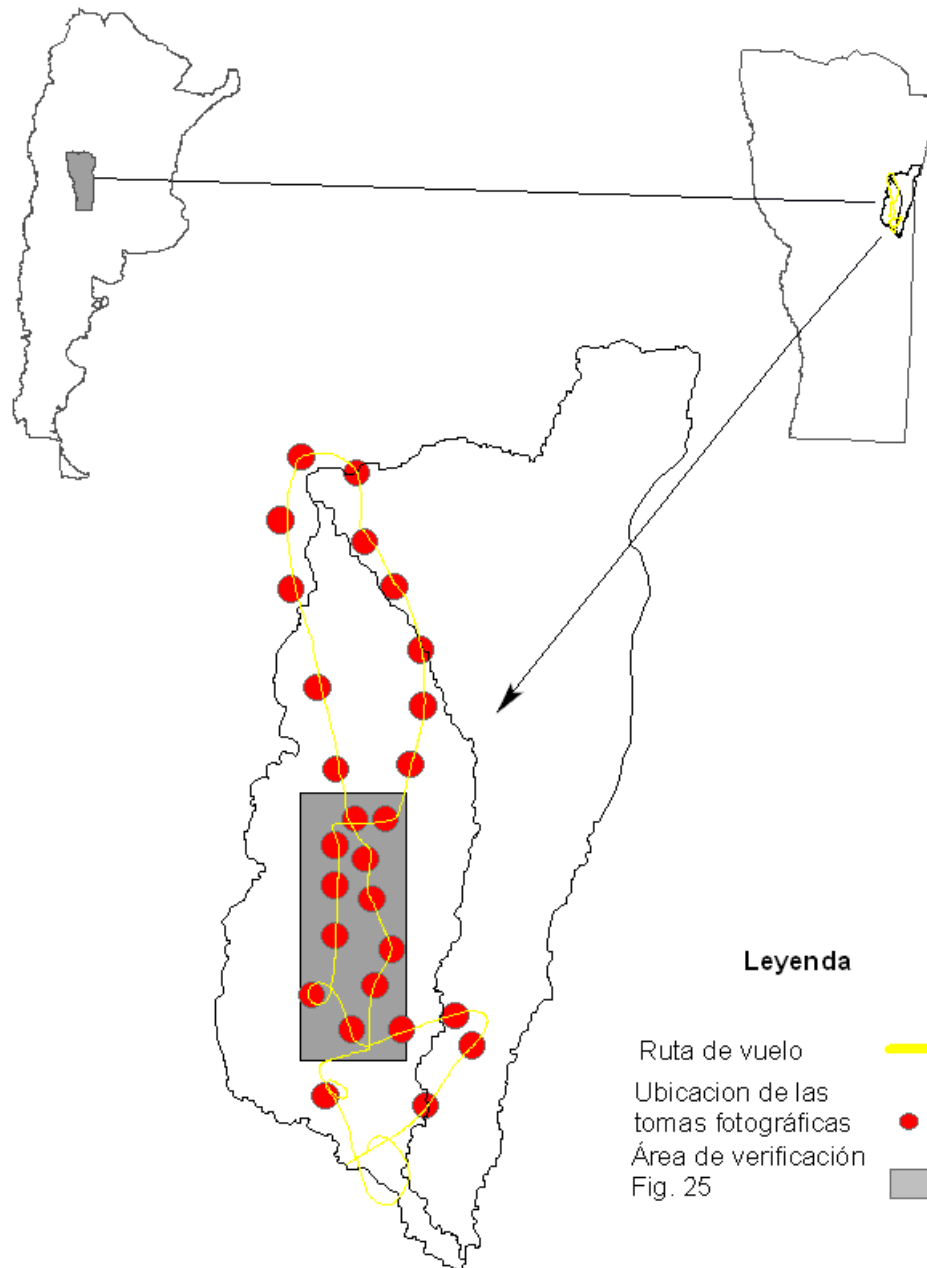 Leyenda
Ruta de vuelo
Ubicacion de las
tomas fotográficas
Área de verificación
Fig. 25